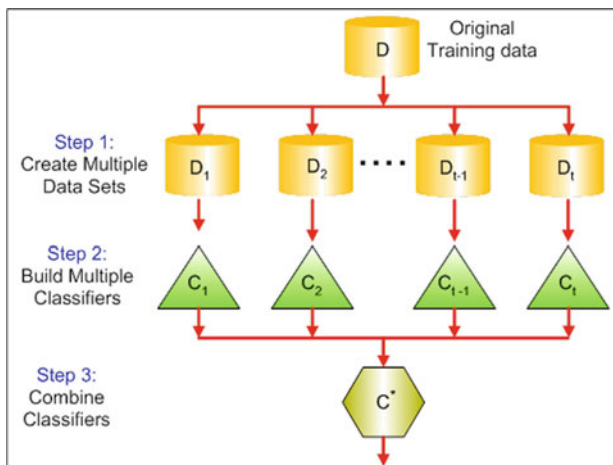 D
Original
Training data
Step 1:
Create Multiple
Data Sets
D1
D2
....
Dt-1
Dt
Step 2:
Build Multiple
Classifiers
C1
C2
Ct-1
Ct
Step 3:
Combine
Classifiers
C*